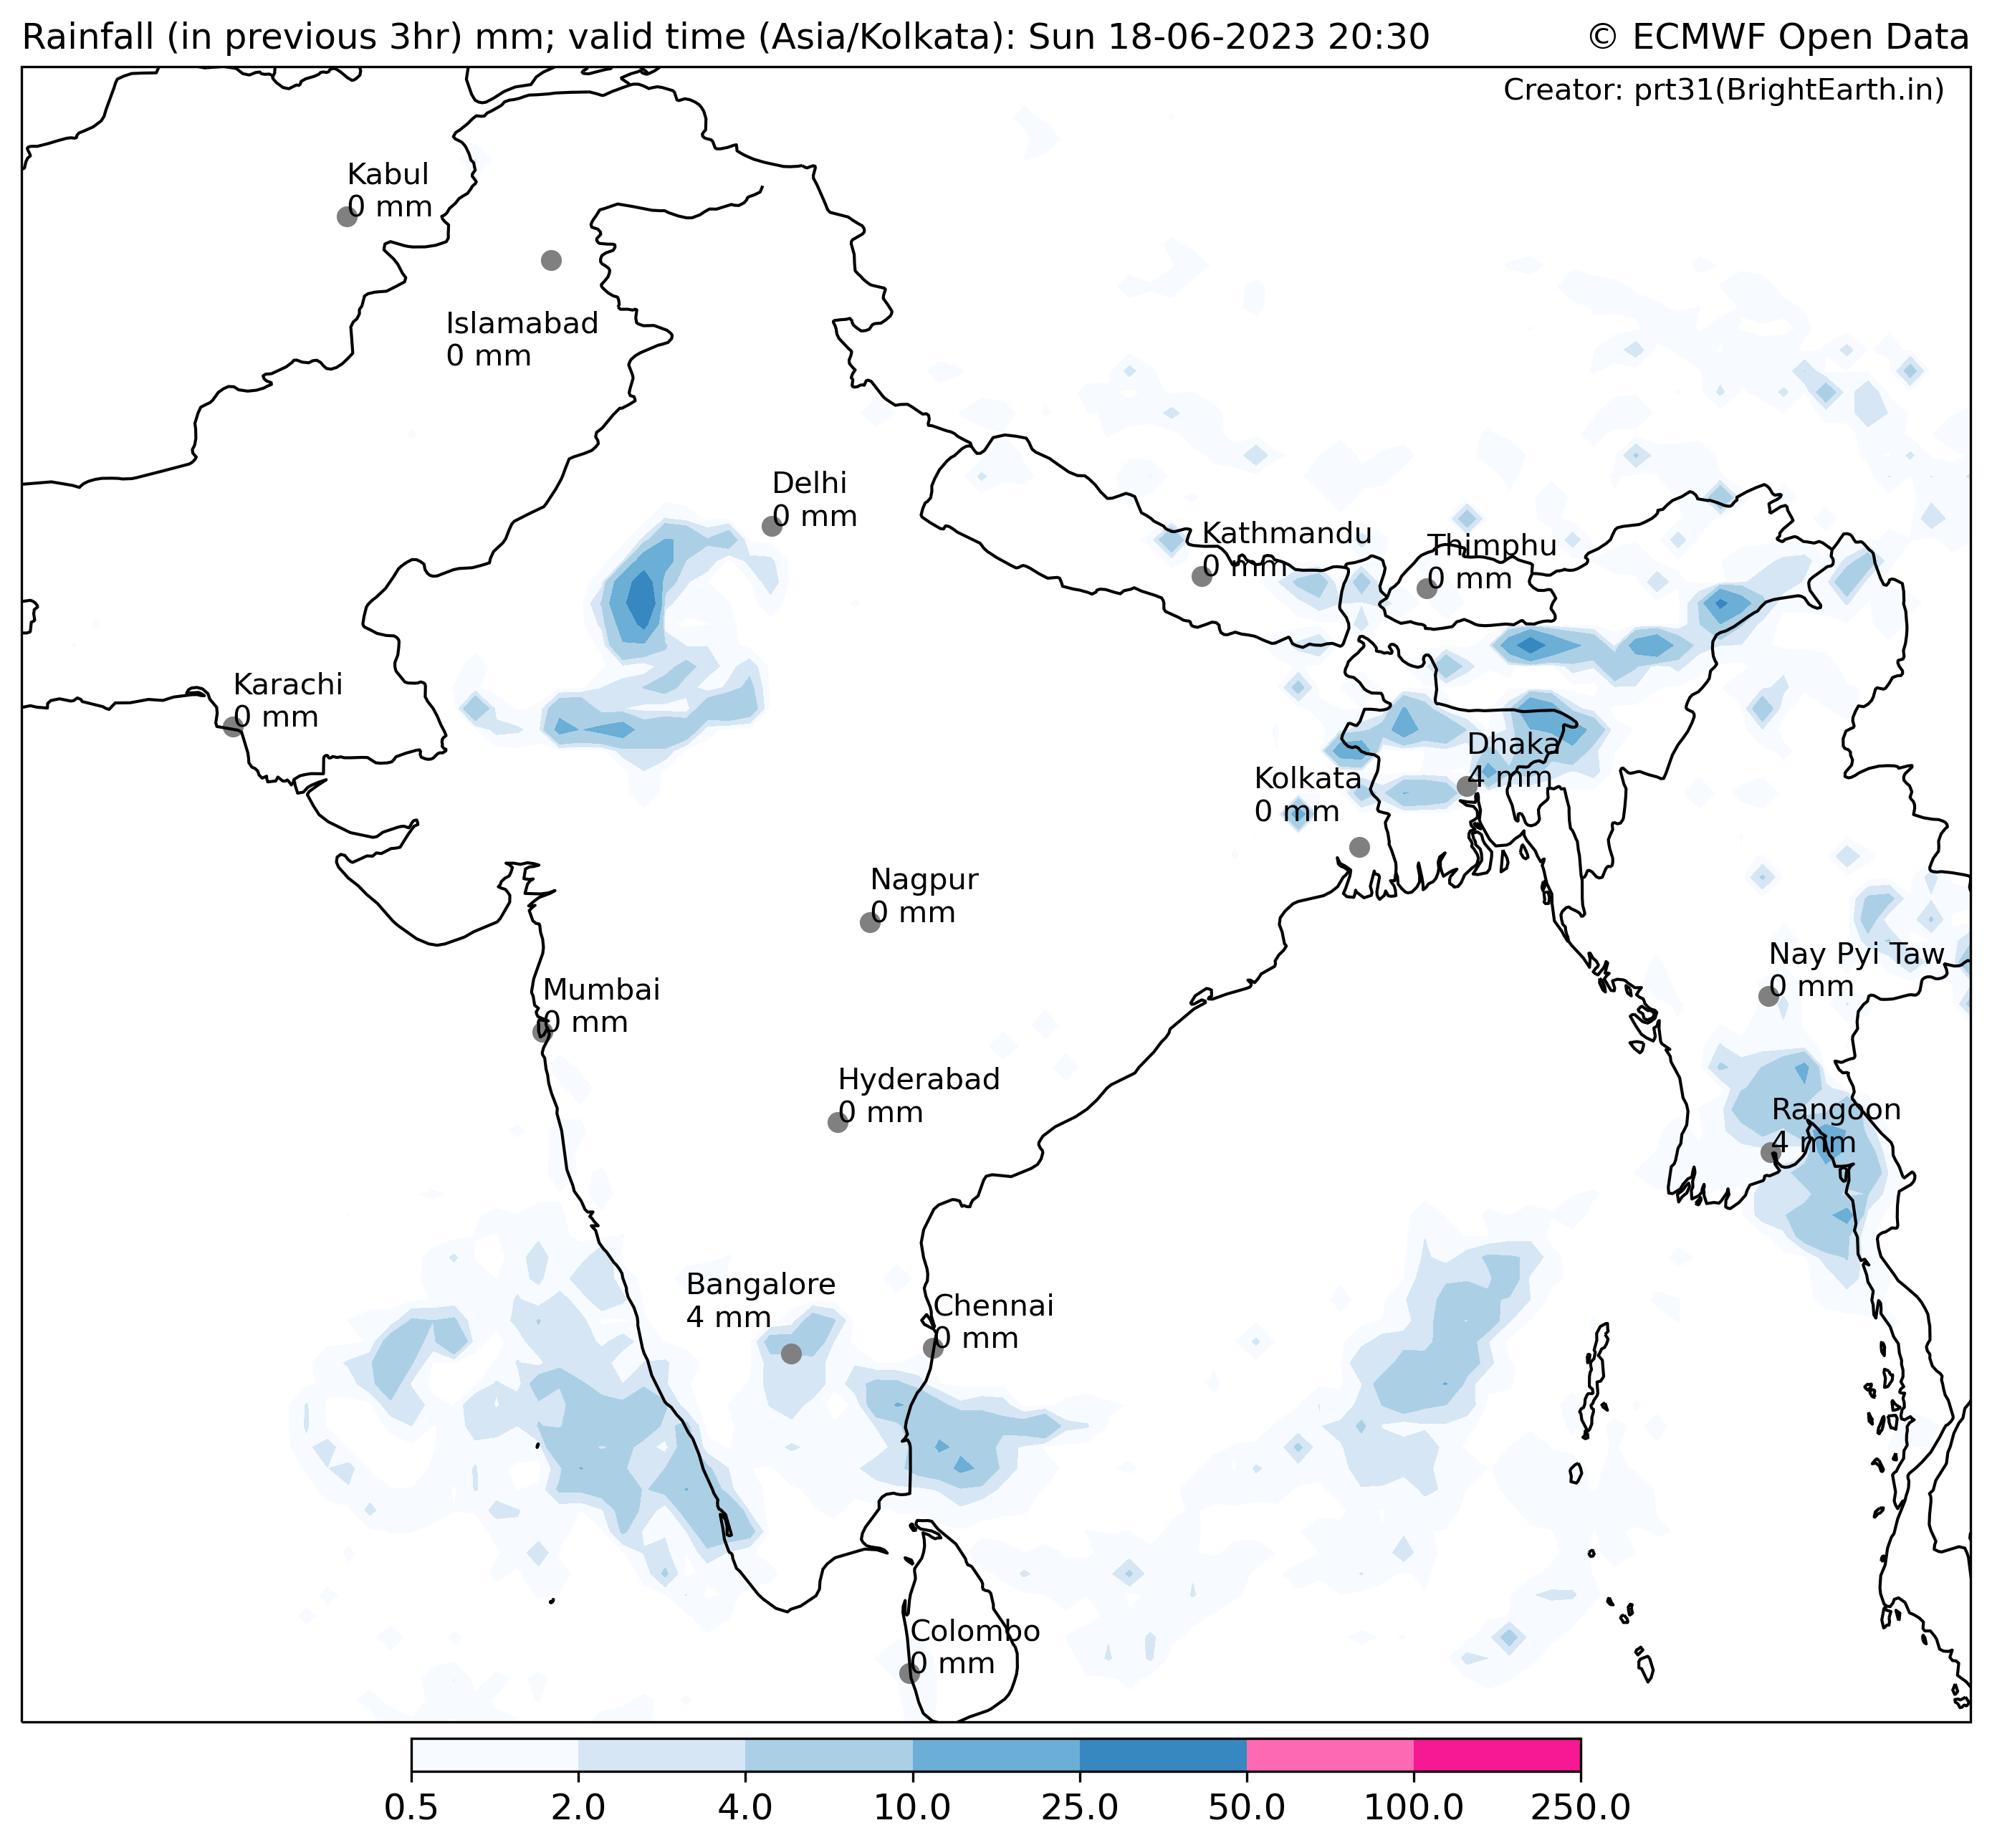 Rainfall (in previous 3hr) mm; valid time (Asia/Kolkata): Sun 18-06-2023 20:30
© ECMWF Open Data
Creator: prt31(BrightEarth.in)
Kabul
0 mm
Islamabad
0 mm
Delhi
0 mm
Kathmandu
0 mm
Thimphu
0 mm
Karachi
0 mm
Dhaka
4 mm
Kolkata
0 mm
Nagpur
0 mm
Nay Pyi Taw
0 mm
Mumbai
0 mm
Hyderabad
0 mm
Rangoon
4 mm
Bangalore
4 mm
Chennai
0 mm
Colombo
0 mm
0.5 2.0 4.0 10.0 25.0 50.0 100.0 250.0